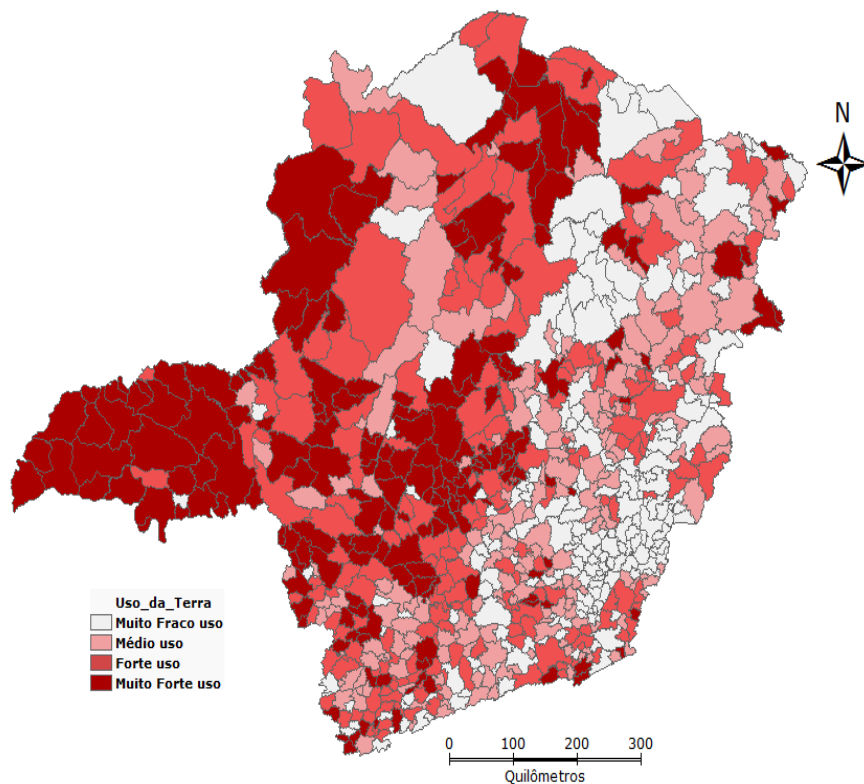 N
Uso_da_Terra
Muito Fraco uso
Médio uso
Forte uso
Muito Forte uso
0 100 200 300
Quilômetros